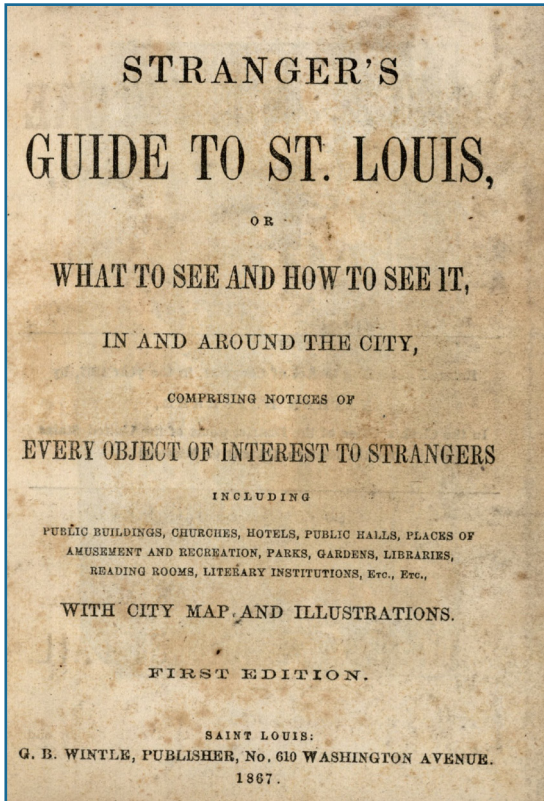 STRANGER'S
GUIDE TO ST. LOUIS,
OR
WHAT TO SEE AND HOW TO SEE IT,
IN AND AROUND THE CITY,
COMPRISING NOTICES OF
EVERY OBJECT OF INTEREST TO STRANGERS
INCLUDING
PUBLIC BUILDINGS, CHURCHES, HOTELS, PUBLIC HALLS, PLACES OF
AMUSEMENT AND RECREATION, PARKS, GARDENS, LIBRARIES,
READING ROOMS, LITERARY INSTITUTIONS, ETC., ETC.,
WITH CITY MAP AND ILLUSTRATIONS.
FIRST EDITION.
SAINT LOUIS:
G. B. WINTLE, PUBLISHER, No. 610 WASHINGTON AVENUE.
1867.